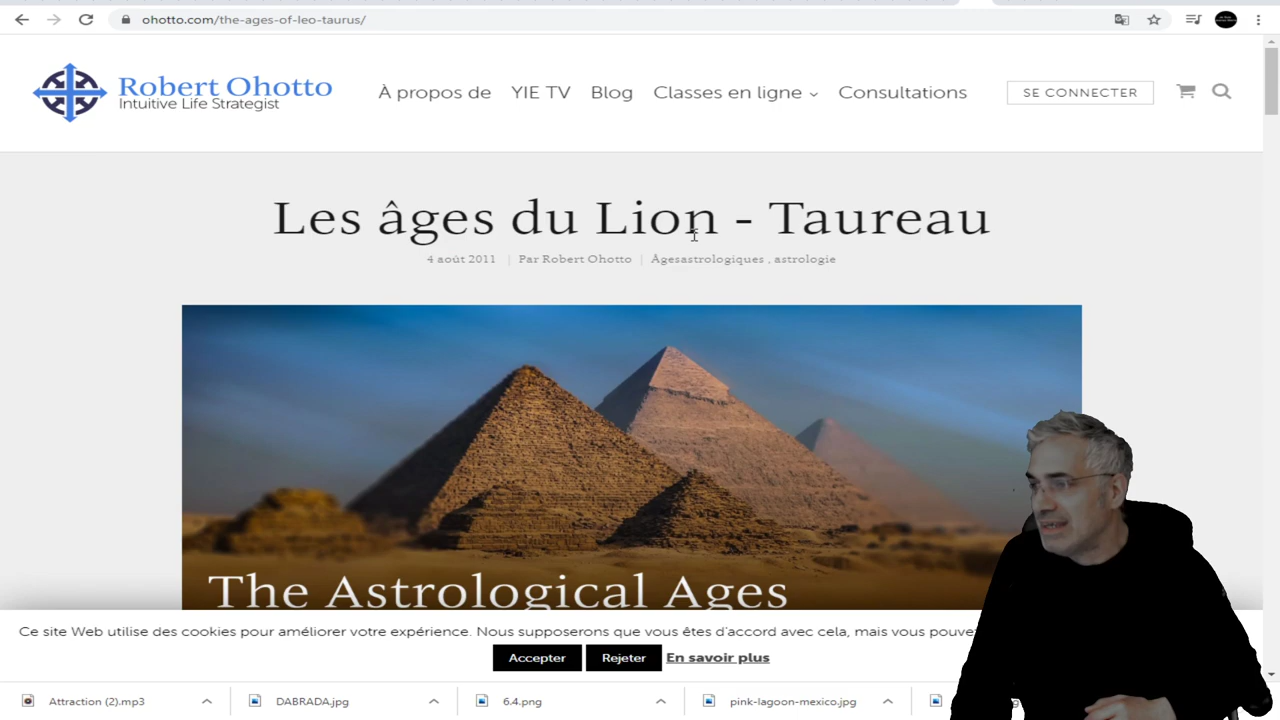 ohotto.com/the-ages-of-leo-taurus/
Robert Ohotto
Intuitive Life Strategist
À propos de YIE TV Blog Classes en ligne Consultations SE CONNECTER
Les âges du Lion - Taureau
4 août 2011 | Par Robert Ohotto | Âgesastrologiques , astrologie
The Astrological Ages
Ce site Web utilise des cookies pour améliorer votre expérience. Nous supposerons que vous êtes d'accord avec cela, mais vous
Accepter Rejeter En savoir plus
Attraction (2).mp3 DABRADA.jpg 6.4.png pink-lagoon-mexico.jpg